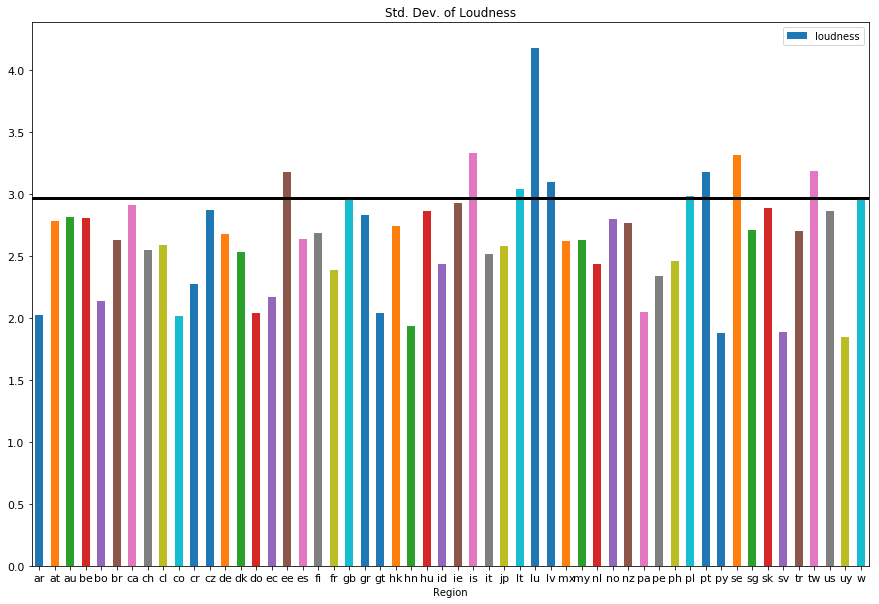 Std. Dev. of Loudness
loudness
4.0
3.5
3.0
2.5
2.0
1.5
1.0
0.5
0.0
ar at au be bo br ca ch cl co cr cz de dk do ec ee es fi fr gb gr gt hk hn hu id ie is it jp lt lu lv mx my nl no nz pa pe ph pl pt py se sg sk sv tr tw us uy w
Region